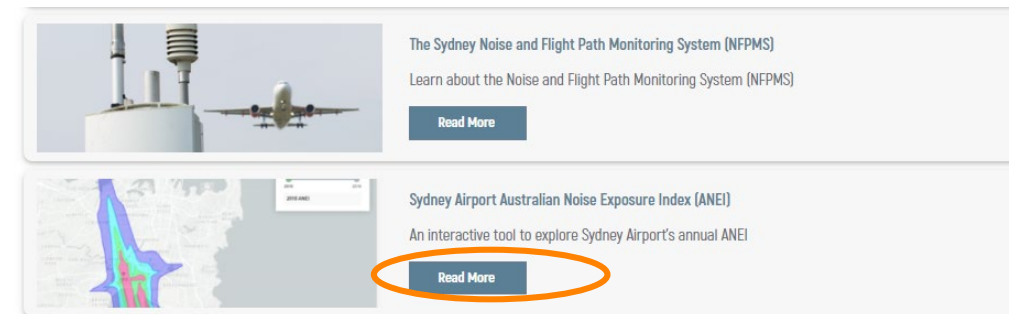 The Sydney Noise and Flight Path Monitoring System (NFPMS)
Learn about the Noise and Flight Path Monitoring System (NFPMS)
Read More
2018 ANEI
Sydney Airport Australian Noise Exposure Index (ANEI)
An interactive tool to explore Sydney Airport's annual ANEI
Read More